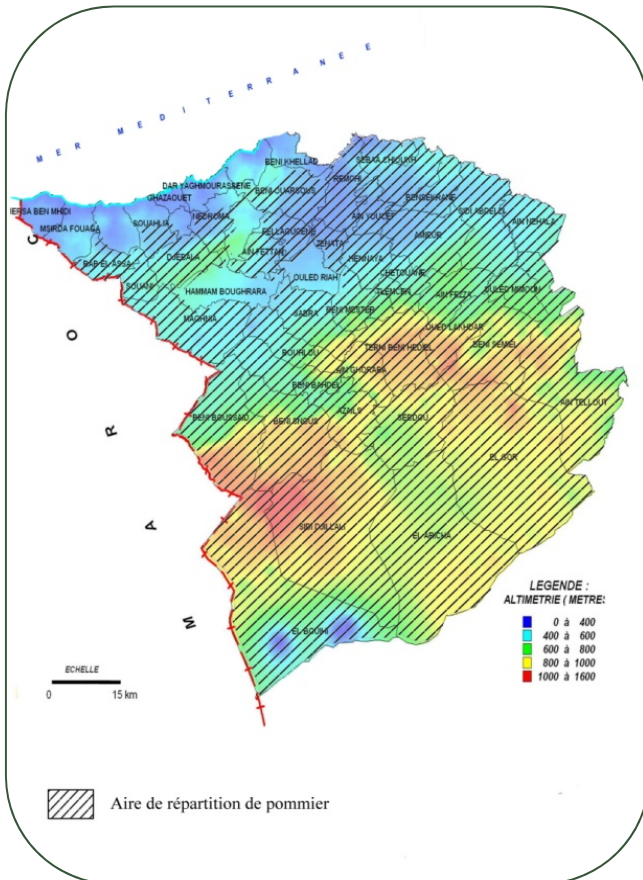 MER MEDITERRANEE
BENI KHELLAD
SEBAA CHIOUKH
REMCHI
DAR YAGHMOURASSENE
BENI OUARSOUS
BENSEKRANE
GHAZAOUET
SIDI ABDELLI
MERSA BEN MHIDI
NEDROMA
AIN YOUCEF
AIN NEHALA
SOUAHLIA
MSIRDA FOUAGA
FELLAOUCENE
AMIEUR
ZENATA
AIN FETTAH
HENNAYA
DJEBALA
BAB EL ASSA
CHETOUANE
OULED RIAH
SOUANI
HAMMAM BOUGHRARA
TLEMCEN
AIN FEZZA
OULED MIMOUN
MAGHNIA
SABRA
BENI MESTER
OUED LAKHDAR
BOUHLOU
TERNI BENI HEDIEL
BENI SEMIEL
AIN GHORABA
BENI BAHDEL
AIN TELLOUT
AZAILS
BENI BOUSSAID
BENI SNOUS
SEBDOU
EL GOR
SIDI DJILLALI
EL ARICHA
EL BOUIHI
MAROC
LEGENDE :
ALTIMETRIE ( METRES
0 à 400
400 à 600
600 à 800
800 à 1000
1000 à 1600
ECHELLE
0 15 km
Aire de répartition de pommier